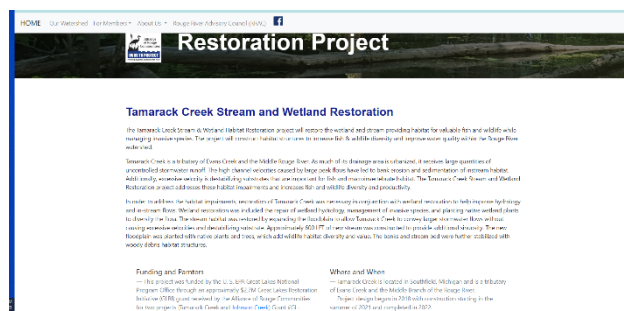 HOME Our Watershed For Members About Us Rouge River Advisory Council (RRAC)
Restoration Project
Tamarack Creek Stream and Wetland Restoration
The Tamarack Creek Stream & Wetland Habitat Restoration project will restore the wetland and stream providing habitat for valuable fish and wildlife while
managing invasive species. The project will construct habitat structures to increase fish & wildlife diversity and improve water quality within the Rouge River
watershed.
Tamarack Creek is a tributary of Evans Creek and the Middle Rouge River. As much of its drainage area is urbanized, it receives large quantities of
uncontrolled stormwater runoff. The high channel velocities caused by large peak flows have led to bank erosion and sedimentation of instream habitat.
Additionally, excessive velocity is destabilizing substrates that are important for fish and macroinvertebrate habitat. The Tamarack Creek Stream and Wetland
Restoration project addresses these habitat impairments and increases fish and wildlife diversity and productivity.
In order to address the habitat impairments, restoration of Tamarack Creek was necessary in conjunction with wetland restoration to help improve hydrology
and in-stream flows. Wetland restoration was included the repair of wetland hydrology, management of invasive species, and planting native wetland plants
to diversify the flora. The stream habitat was restored by expanding the floodplain to allow Tamarack Creek to convey larger stormwater flows without
causing excessive velocities and destabilizing substrate. Approximately 800 LFT of new stream was constructed to provide additional sinuosity. The new
floodplain was planted with native plants and trees, which add wildlife habitat diversity and value. The banks and stream bed were further stabilized with
woody debris habitat structures.
Funding and Partners
— This project was funded by the U.S. EPA Great Lakes National
Program Office through an approximately $2.7M Great Lakes Restoration
Initiative (GLRI) grant received by the Alliance of Rouge Communities
for two projects (Tamarack Creek and Johnson Creek)
Where and When
— Tamarack Creek is located in Southfield, Michigan and is a tributary
of Evans Creek and the Middle Branch of the Rouge River.
Project design began in 2018 with construction starting in the
summer of 2021 and completed in 2022.